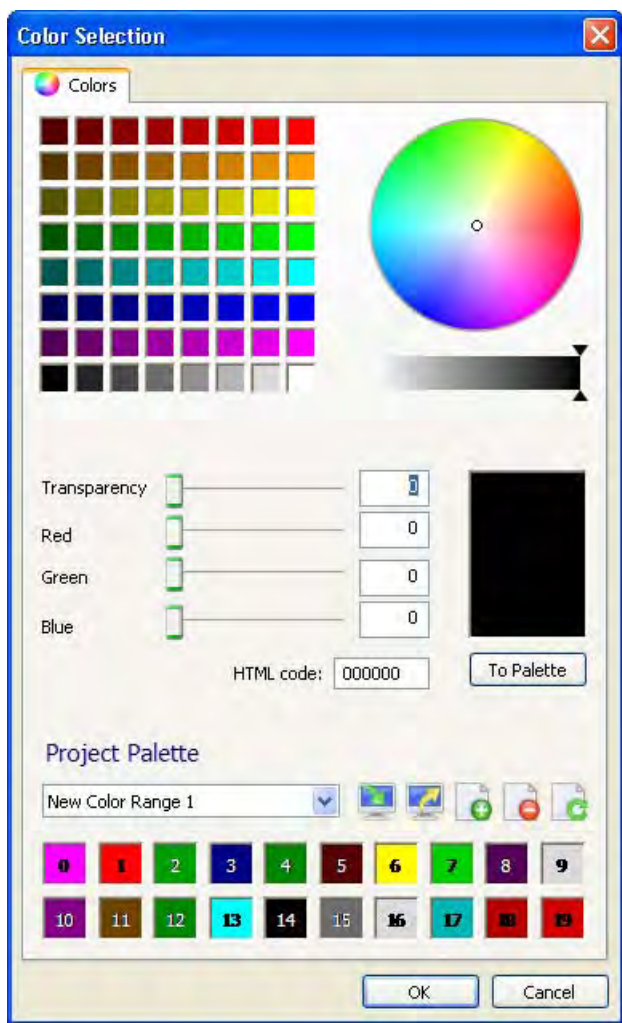 Color Selection
Colors
Transparency 0
Red 0
Green 0
Blue 0
HTML code: 000000 To Palette
Project Palette
New Color Range 1
0 1 2 3 4 5 6 7 8 9
10 11 12 13 14 15 16 17 18 19
OK Cancel